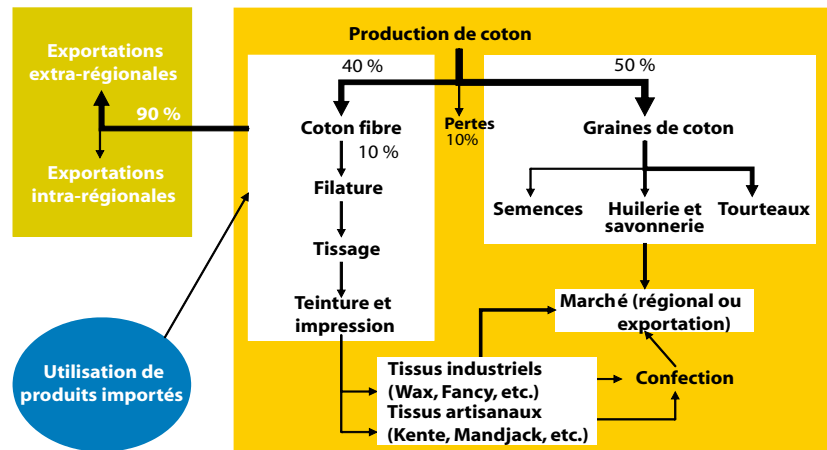 Production de coton
Exportations
extra-régionales
90 %
Exportations
intra-régionales
40 %
50 %
Pertes
10%
Coton fibre
10 %
Filature
Tissage
Teinture et
impression
Graines de coton
Semences
Huilerie et
savonnerie
Tourteaux
Marché (régional ou
exportation)
Utilisation de
produits importés
Tissus industriels
(Wax, Fancy, etc.)
Tissus artisanaux
(Kente, Mandjack, etc.)
Confection